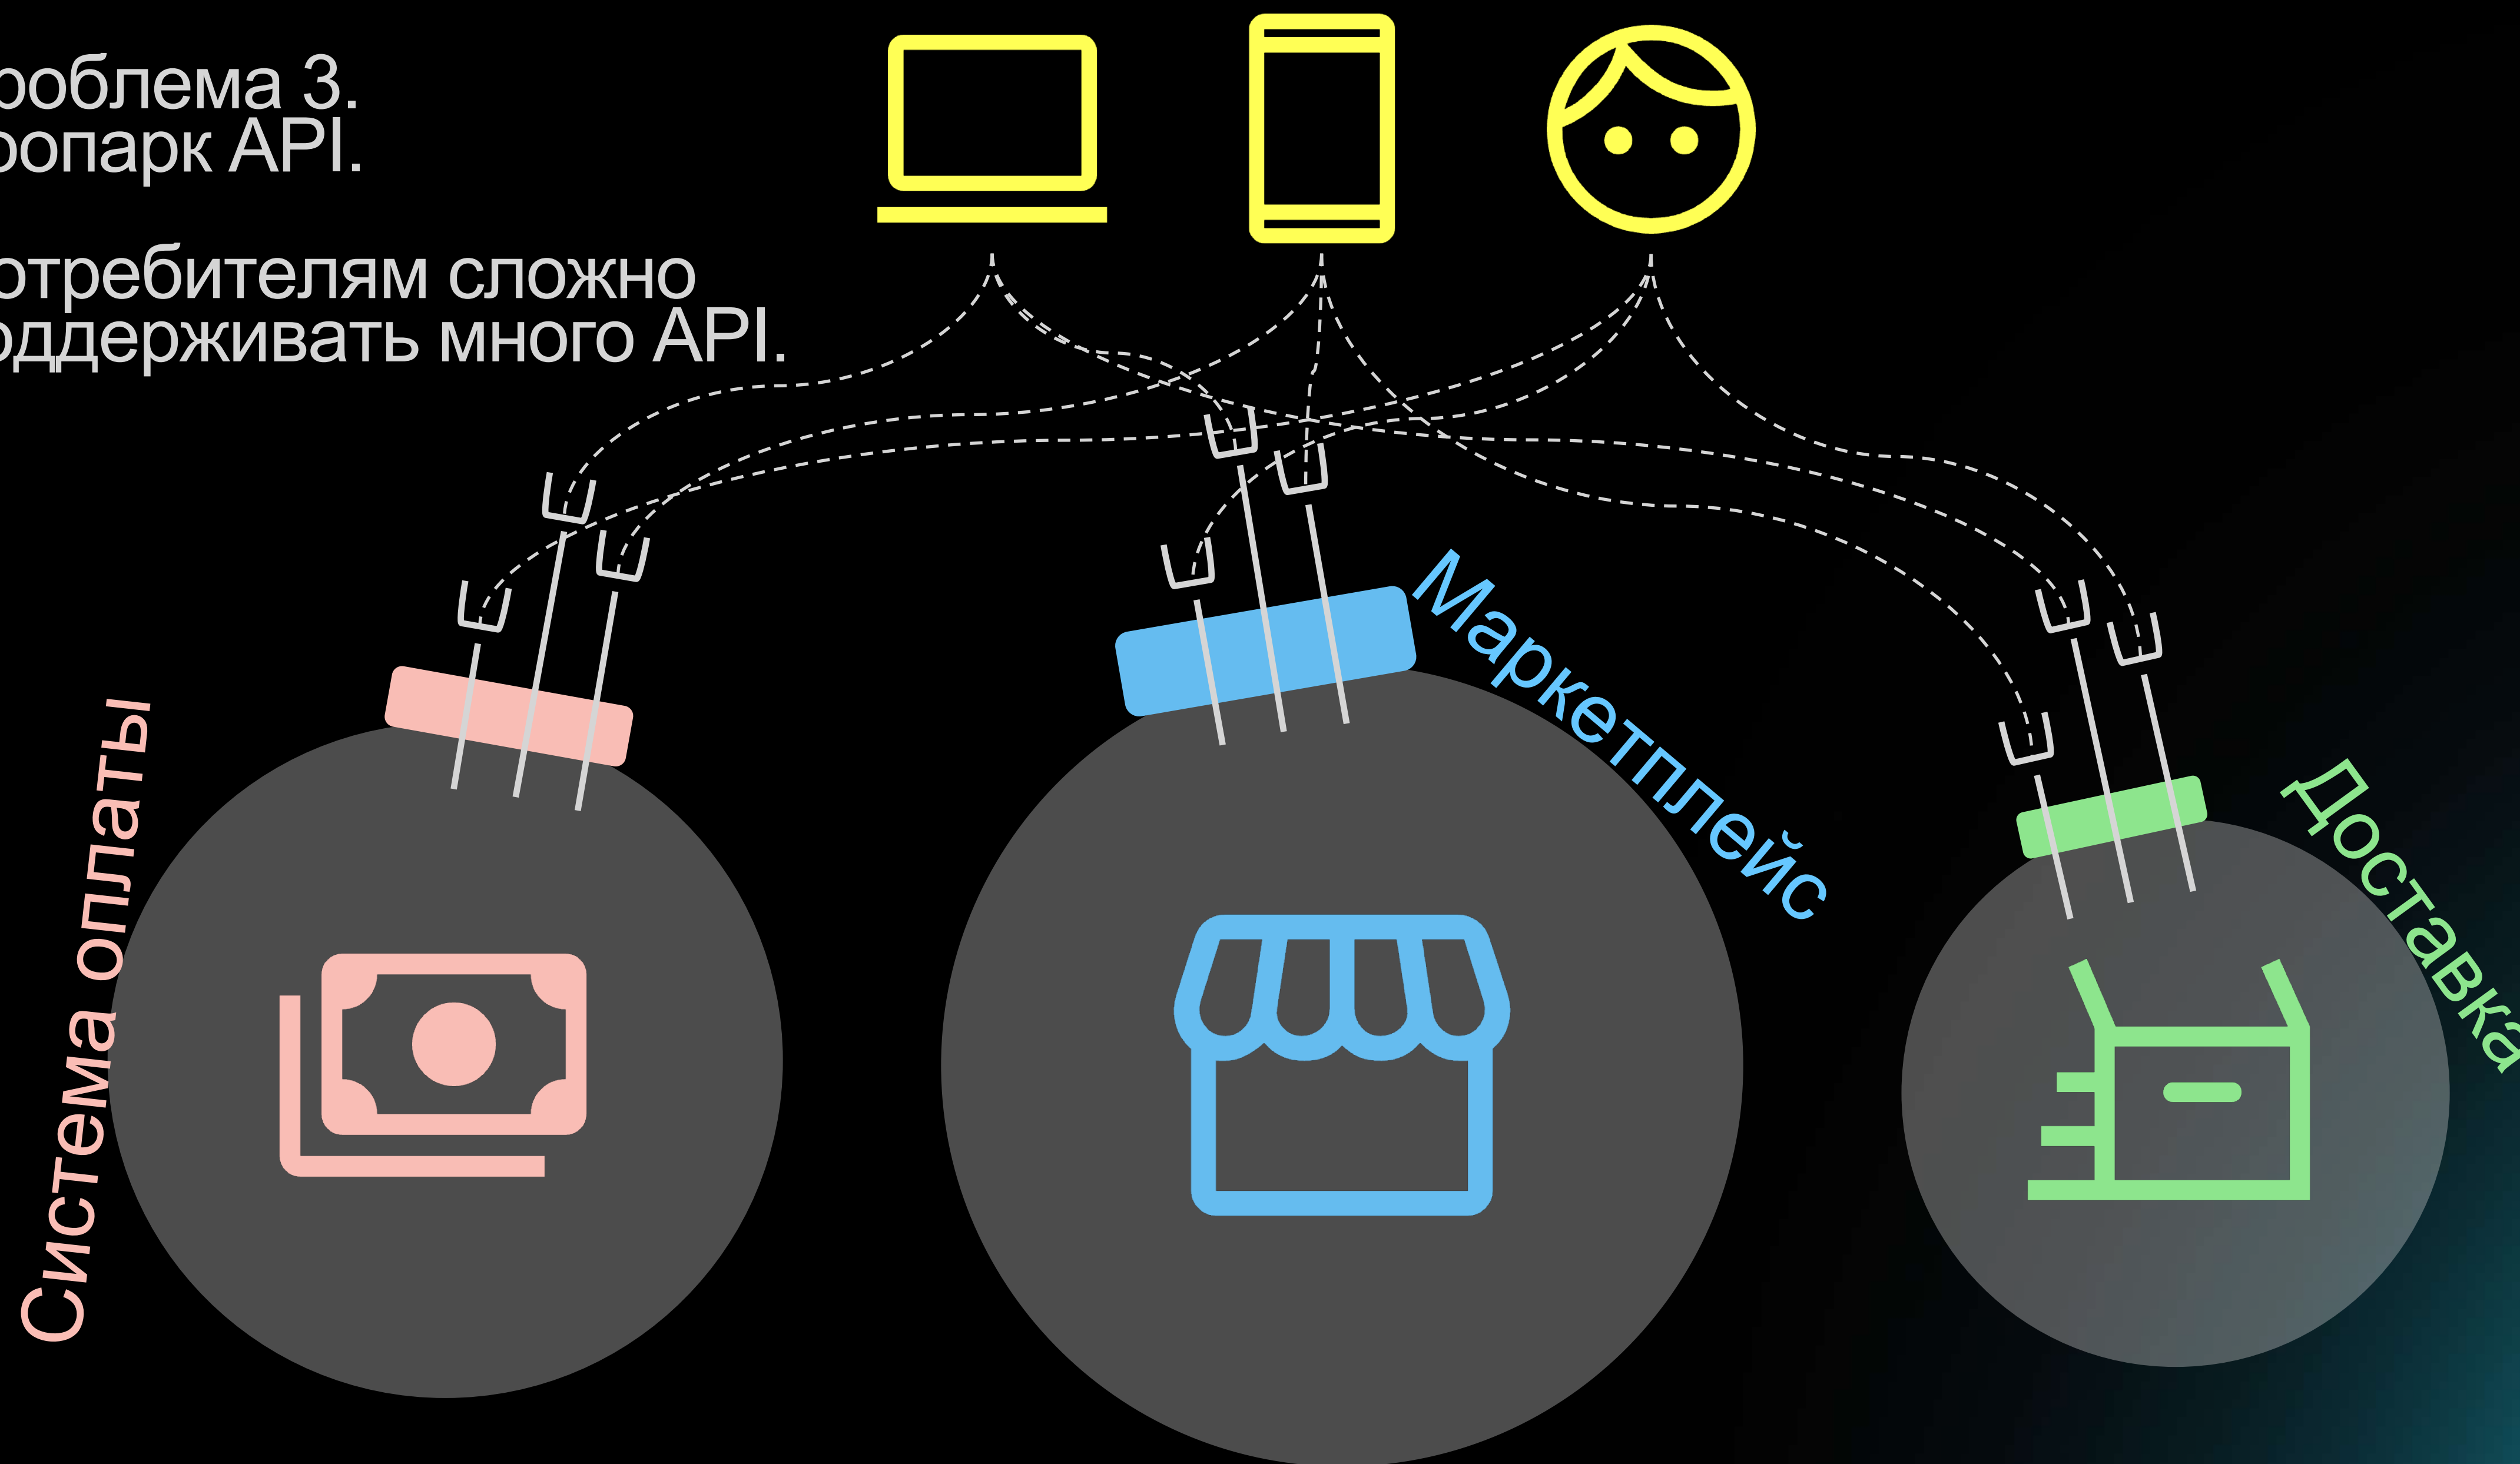 роблема 3.
оопарк API.
отребителям сложно
оддерживать много API.
Система оплаты
Маркетплейс
Доставка